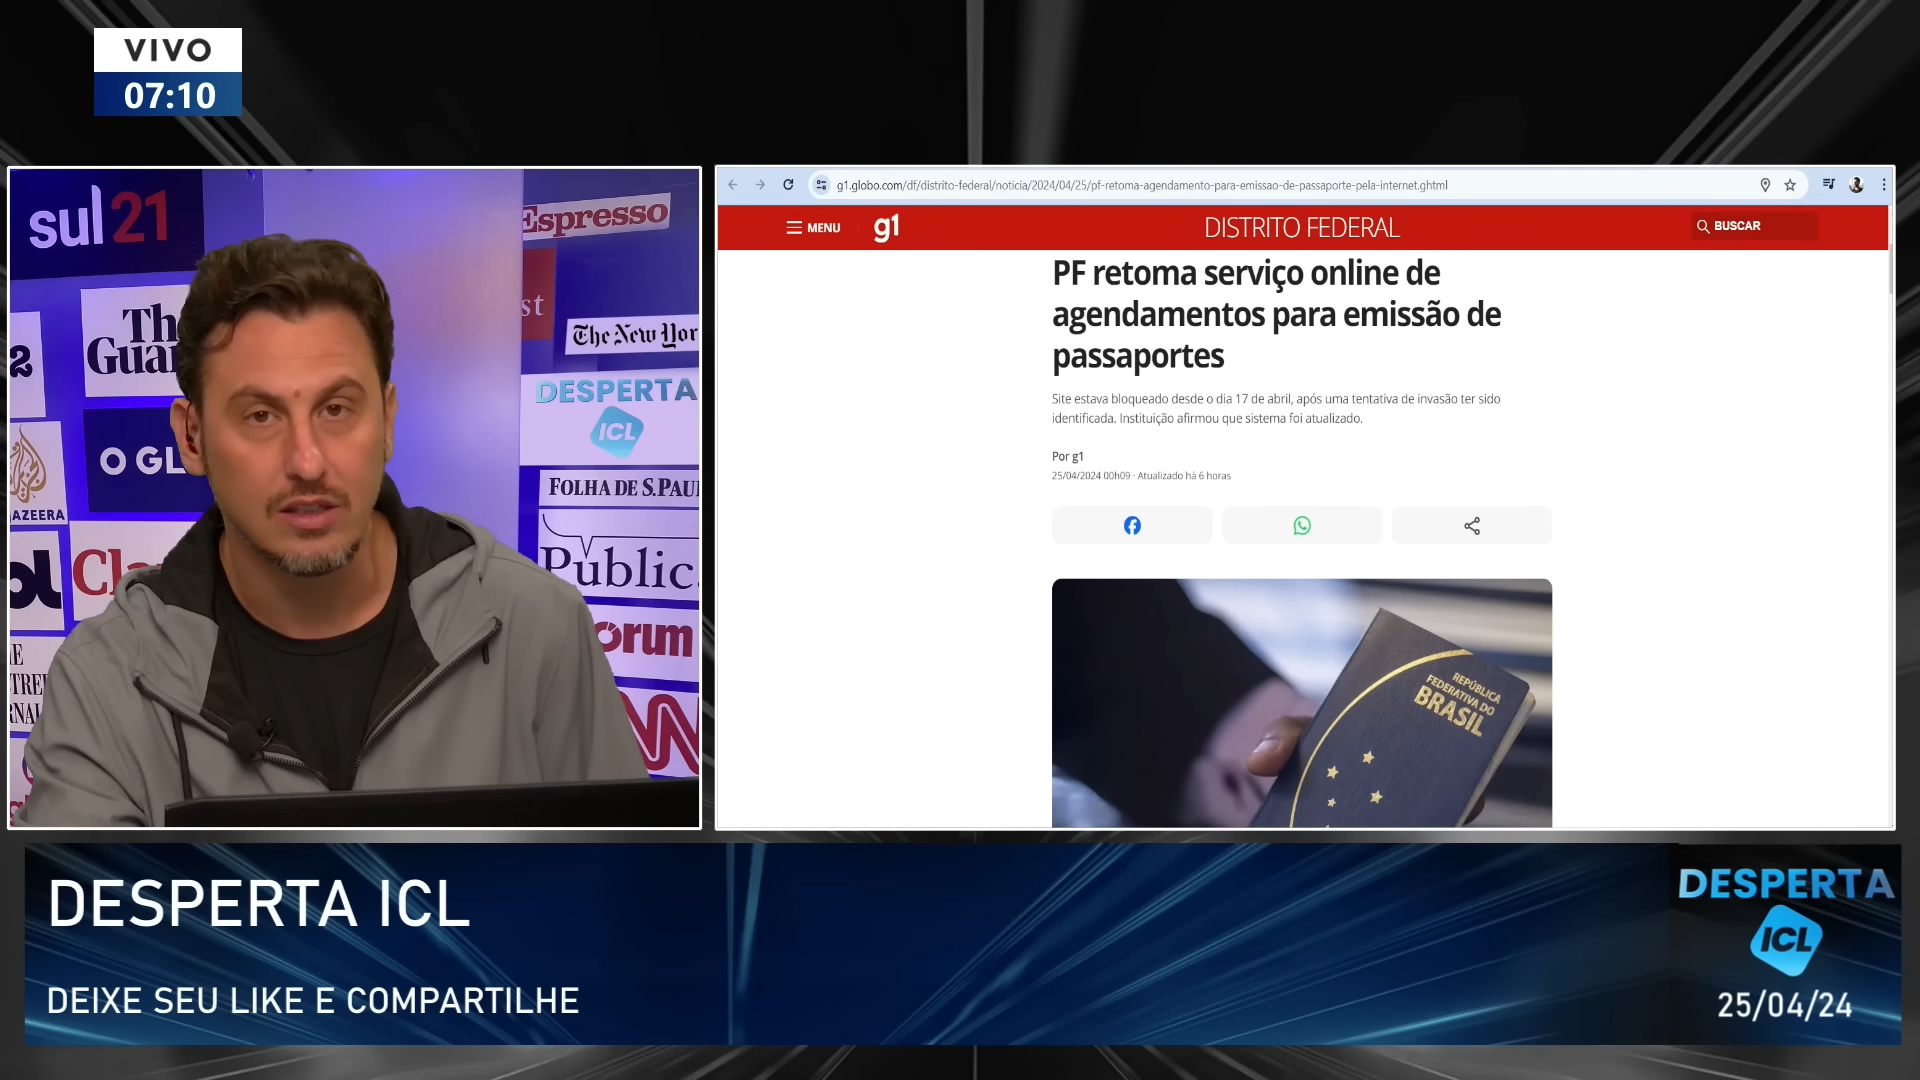 VIVO
07:10
sul21
The
Guar
O GL
AZEERA
Espresso
st
The New Yor
DESPERTA
ICL
FOLHA DE S.PAU
Public
orum
g1.globo.com/df/distrito-federal/noticia/2024/04/25/pf-retoma-agendamento-para-emissao-de-passaporte-pela-internet.ghtml
MENU
g1
DISTRITO FEDERAL
BUSCAR
PF retoma serviço online de
agendamentos para emissão de
passaportes
Site estava bloqueado desde o dia 17 de abril, após uma tentativa de invasão ter sido
identificada. Instituição afirmou que sistema foi atualizado.
Por g1
25/04/2024 00h09 · Atualizado há 6 horas
REPÚBLICA
FEDERATIVA DO
BRASIL
DESPERTA ICL
DEIXE SEU LIKE E COMPARTILHE
DESPERTA
ICL
25/04/24